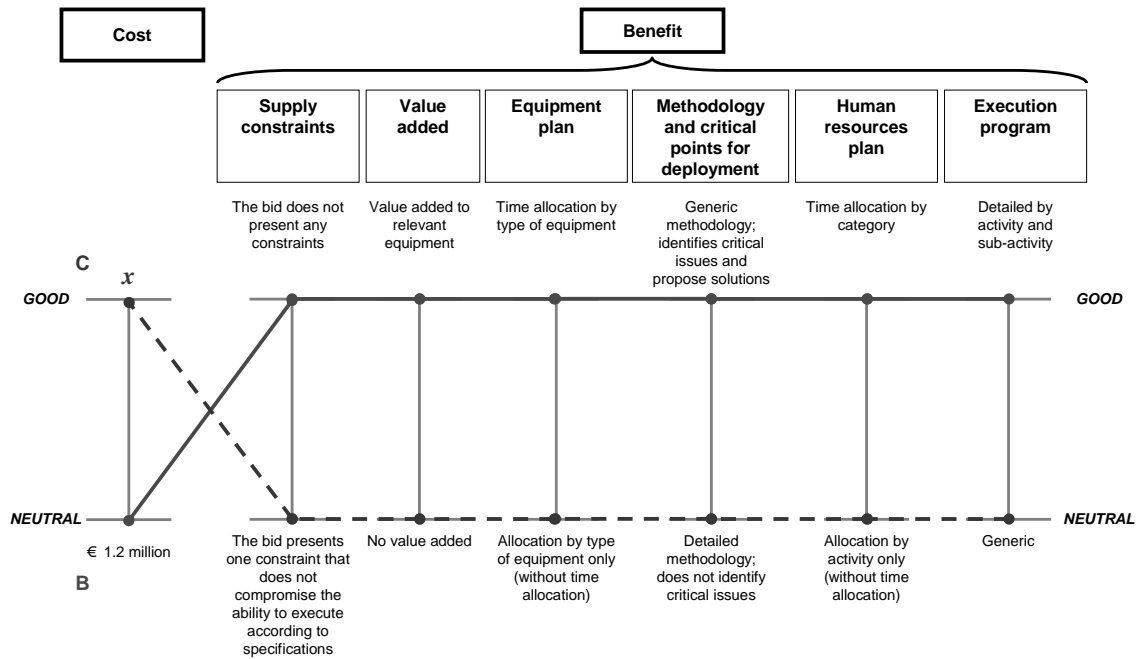 Cost
Benefit
Supply
constraints
Value
added
Equipment
plan
Methodology
and critical
points for
deployment
Human
resources
plan
Execution
program
The bid does not
present any
constraints
Value added to
relevant
equipment
Time allocation by
type of equipment
Generic
methodology;
identifies critical
issues and
propose solutions
Time allocation by
category
Detailed by
activity and
sub-activity
C
x
GOOD
GOOD
NEUTRAL
NEUTRAL
€ 1.2 million
B
The bid presents
one constraint that
does not
compromise the
ability to execute
according to
specifications
No value added
Allocation by type
of equipment only
(without time
allocation)
Detailed
methodology;
does not identify
critical issues
Allocation by
activity only
(without time
allocation)
Generic